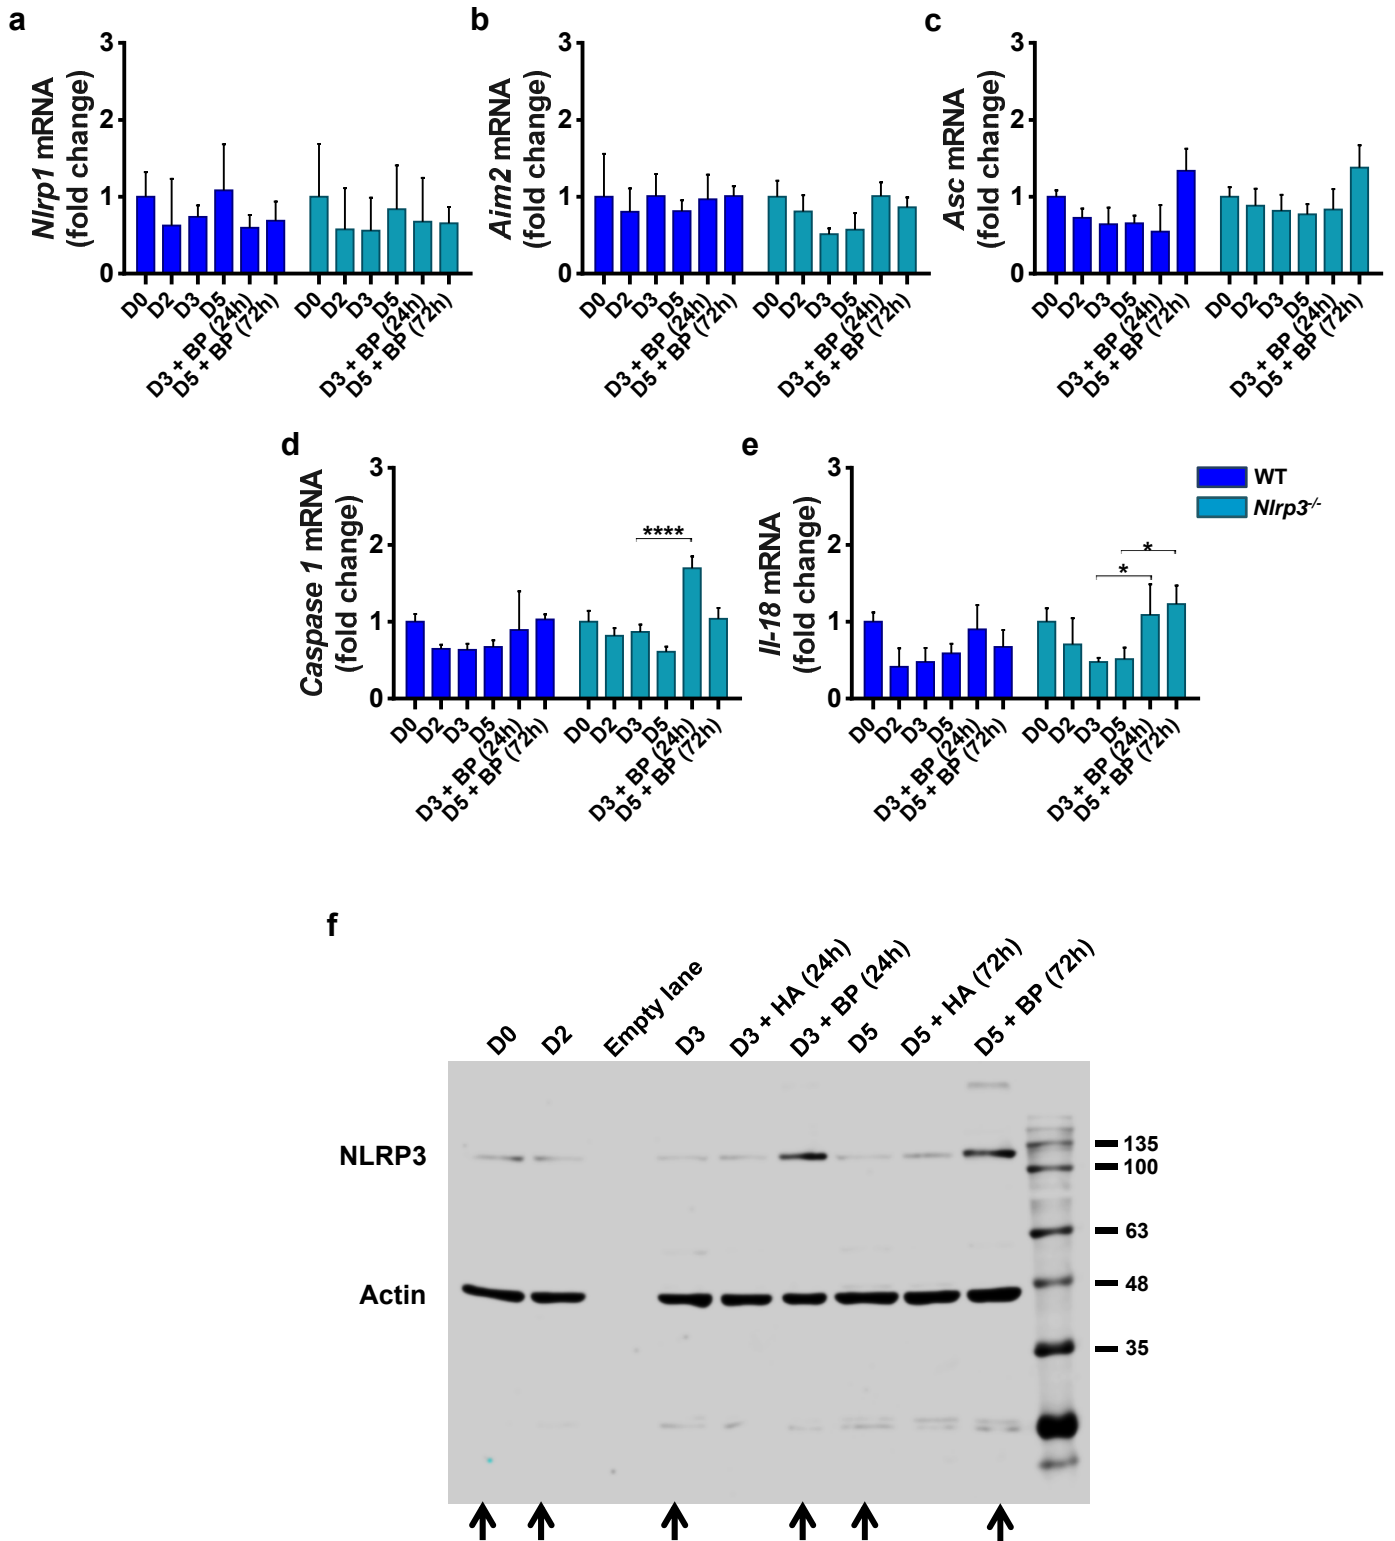 a
Nlrp1 mRNA
(fold change)
3
2
1
0
D0
D2
D3
D5
D3 + BP (24h)
D5 + BP (72h)
D0
D2
D3
D5
D3 + BP (24h)
D5 + BP (72h)
b
Aim2 mRNA
(fold change)
3
2
1
0
D0
D2
D3
D5
D3 + BP (24h)
D5 + BP (72h)
D0
D2
D3
D5
D3 + BP (24h)
D5 + BP (72h)
c
Asc mRNA
(fold change)
3
2
1
0
D0
D2
D3
D5
D3 + BP (24h)
D5 + BP (72h)
D0
D2
D3
D5
D3 + BP (24h)
D5 + BP (72h)
d
Caspase 1 mRNA
(fold change)
3
2
1
0
****
D0
D2
D3
D5
D3 + BP (24h)
D5 + BP (72h)
D0
D2
D3
D5
D3 + BP (24h)
D5 + BP (72h)
e
Il-18 mRNA
(fold change)
3
2
1
0
*
*
D0
D2
D3
D5
D3 + BP (24h)
D5 + BP (72h)
D0
D2
D3
D5
D3 + BP (24h)
D5 + BP (72h)
WT
Nlrp3-/-
f
D0
D2
Empty lane
D3
D3 + HA (24h)
D3 + BP (24h)
D5
D5 + HA (72h)
D5 + BP (72h)
NLRP3
Actin
135
100
63
48
35